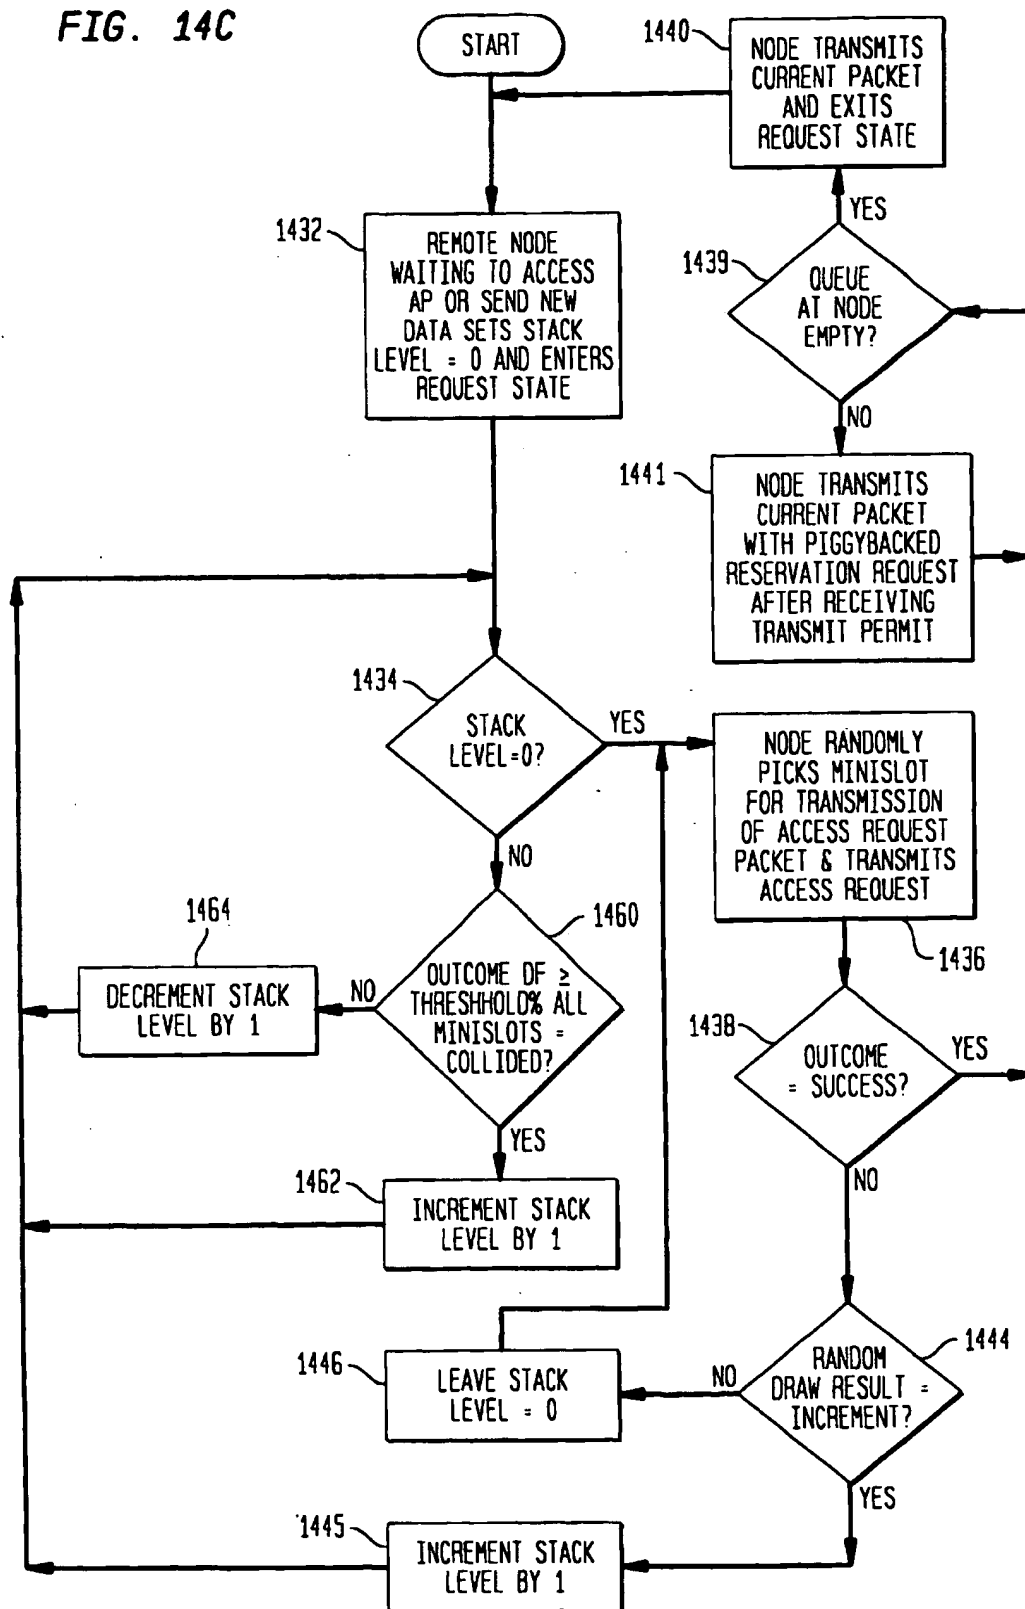 FIG. 14C
START
1440
NODE TRANSMITS
CURRENT PACKET
AND EXITS
REQUEST STATE
YES
1432
REMOTE NODE
WAITING TO ACCESS
AP OR SEND NEW
DATA SETS STACK
LEVEL = 0 AND ENTERS
REQUEST STATE
1439
QUEUE
AT NODE
EMPTY?
NO
1441
NODE TRANSMITS
CURRENT PACKET
WITH PIGGYBACKED
RESERVATION REQUEST
AFTER RECEIVING
TRANSMIT PERMIT
1434
STACK
LEVEL=0?
YES
NO
NODE RANDOMLY
PICKS MINISLOT
FOR TRANSMISSION
OF ACCESS REQUEST
PACKET & TRANSMITS
ACCESS REQUEST
1436
1464
DECREMENT STACK
LEVEL BY 1
NO
1460
OUTCOME OF ≥
THRESHHOLD% ALL
MINISLOTS =
COLLIDED?
YES
1438
OUTCOME
= SUCCESS?
YES
NO
1462
INCREMENT STACK
LEVEL BY 1
1446
LEAVE STACK
LEVEL = 0
NO
1444
RANDOM
DRAW RESULT =
INCREMENT?
YES
1445
INCREMENT STACK
LEVEL BY 1